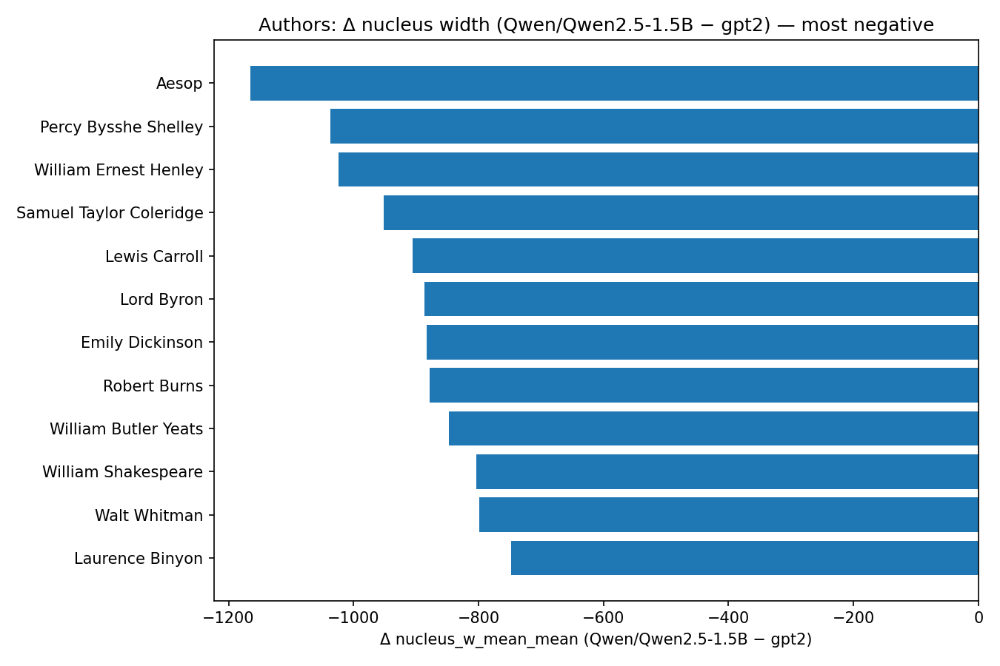 Authors: Δ nucleus width (Qwen/Qwen2.5-1.5B − gpt2) — most negative
Aesop
Percy Bysshe Shelley
William Ernest Henley
Samuel Taylor Coleridge
Lewis Carroll
Lord Byron
Emily Dickinson
Robert Burns
William Butler Yeats
William Shakespeare
Walt Whitman
Laurence Binyon
−1200 −1000 −800 −600 −400 −200 0
Δ nucleus_w_mean_mean (Qwen/Qwen2.5-1.5B − gpt2)